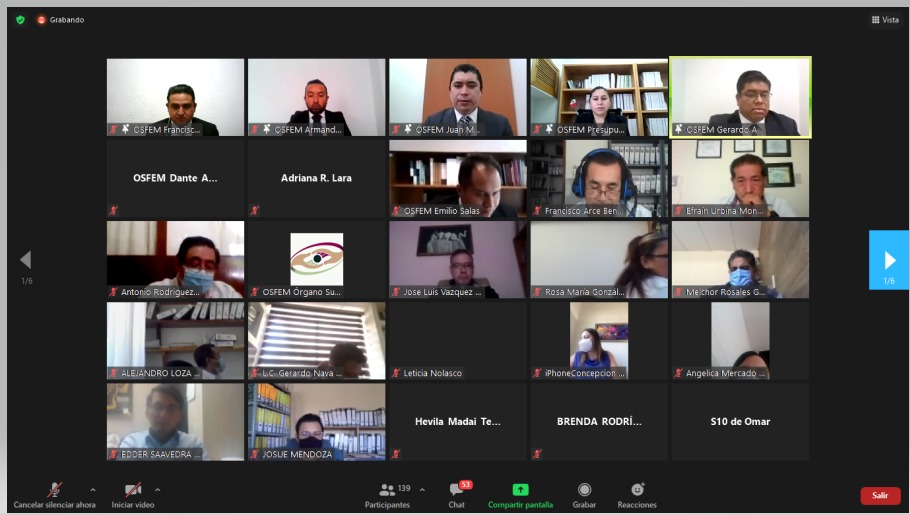 Grabando
Vista
OSFEM Francisc...
OSFEM Armand...
OSFEM Juan M...
OSFEM Presupu...
OSFEM Gerardo A...
OSFEM Dante A...
Adriana R. Lara
OSFEM Emilio Salas
Francisco Arce Ben...
Efrain Urbina Mon...
Antonio Rodriguez...
OSFEM Órgano Su...
Jose Luis Vazquez ...
Rosa Maria Gonzal...
Melchor Rosales G...
1/6
1/6
ALEJANDRO LOZA ...
L.C. Gerardo Nava ...
Leticia Nolasco
iPhoneConcepcion ...
Angelica Mercado ...
EDDER SAAVEDRA ...
JOSUE MENDOZA
Hevila Madai Te...
BRENDA RODRÍ...
S10 de Omar
Cancelar silenciar ahora
Iniciar video
139
Participantes
53
Chat
Compartir pantalla
Grabar
Reacciones
Salir